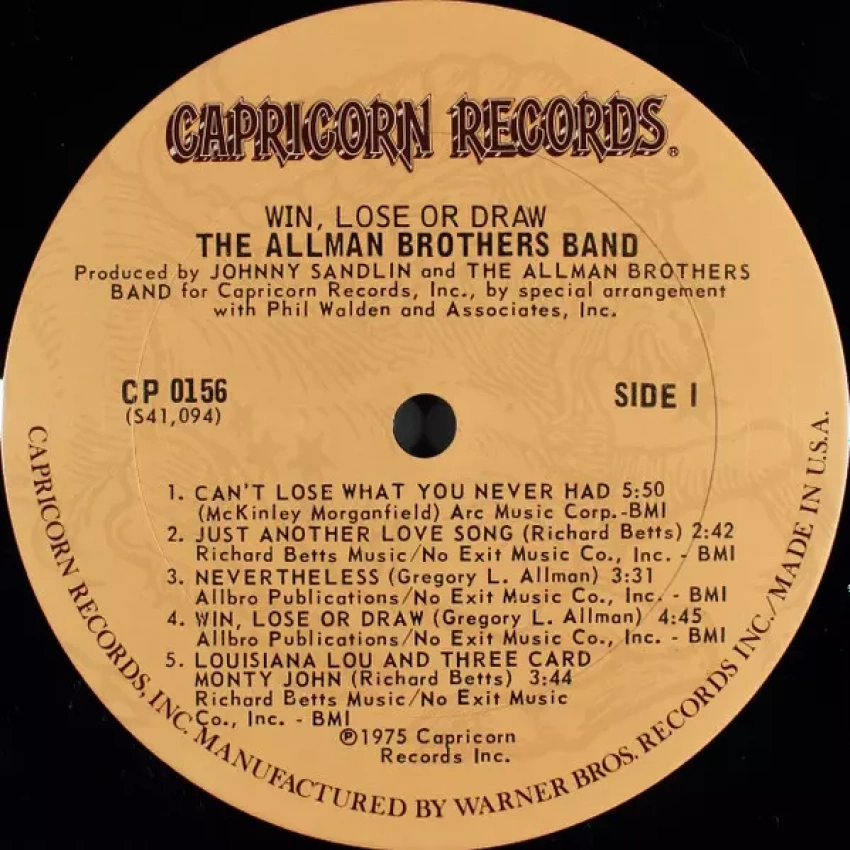 CAPRICORN RECORDS®
WIN, LOSE OR DRAW
THE ALLMAN BROTHERS BAND
Produced by JOHNNY SANDLIN and THE ALLMAN BROTHERS
BAND for Capricorn Records, Inc., by special arrangement
with Phil Walden and Associates, Inc.
CP 0156
(S41,094)
SIDE 1
1. CAN'T LOSE WHAT YOU NEVER HAD 5:50
(McKinley Morganfield) Arc Music Corp.-BMI
2. JUST ANOTHER LOVE SONG (Richard Betts) 2:42
Richard Betts Music/No Exit Music Co., Inc. - BMI
3. NEVERTHELESS (Gregory L. Allman) 3:31
Allbro Publications/No Exit Music Co., Inc. - BMI
4. WIN, LOSE OR DRAW (Gregory L. Allman) 4:45
Allbro Publications/No Exit Music Co., Inc. - BMI
5. LOUISIANA LOU AND THREE CARD
MONTY JOHN (Richard Betts) 3:44
Richard Betts Music/No Exit Music
Co., Inc. - BMI
℗1975 Capricorn
Records Inc.
CAPRICORN RECORDS, INC. MANUFACTURED BY WARNER BROS. RECORDS INC./MADE IN U.S.A.